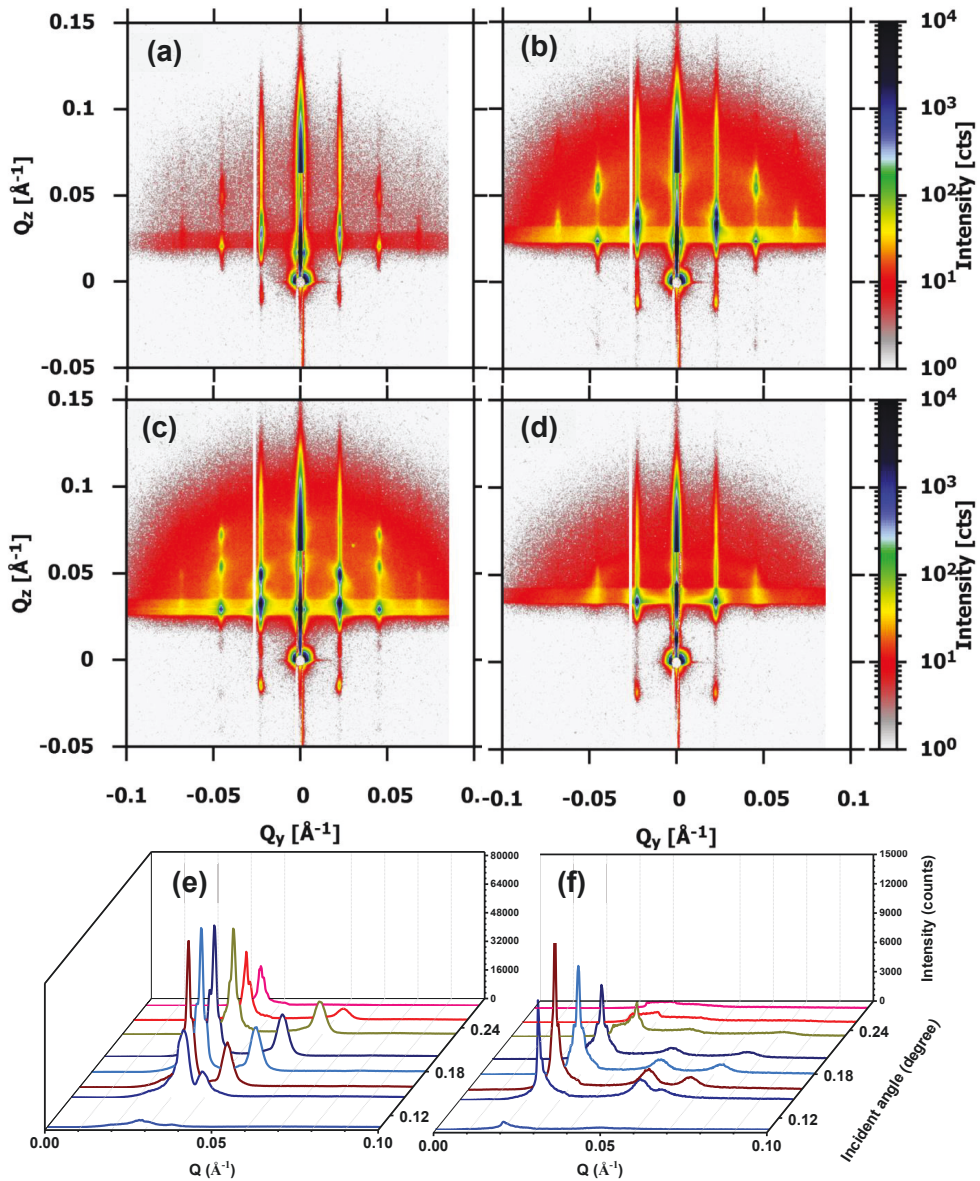 (a)
(b)
0.15
0.1
0.05
0
-0.05
Q_z [Å⁻¹]
10⁴
10³
10²
10¹
10⁰
Intensity [cts]
(c)
(d)
0.15
0.1
0.05
0
-0.05
Q_z [Å⁻¹]
10⁴
10³
10²
10¹
10⁰
Intensity [cts]
-0.1 -0.05 0 0.05 0.-0.1 -0.05 0 0.05 0.1
Q_y [Å⁻¹] Q_y [Å⁻¹]
(e)
80000
64000
48000
32000
16000
0
0.24
0.18
0.12
0.00 0.05 0.10
Q (Å⁻¹)
(f)
15000
12000
9000
6000
3000
0
Intensity (counts)
0.24
0.18
0.12
Incident angle (degree)
0.00 0.05 0.10
Q (Å⁻¹)